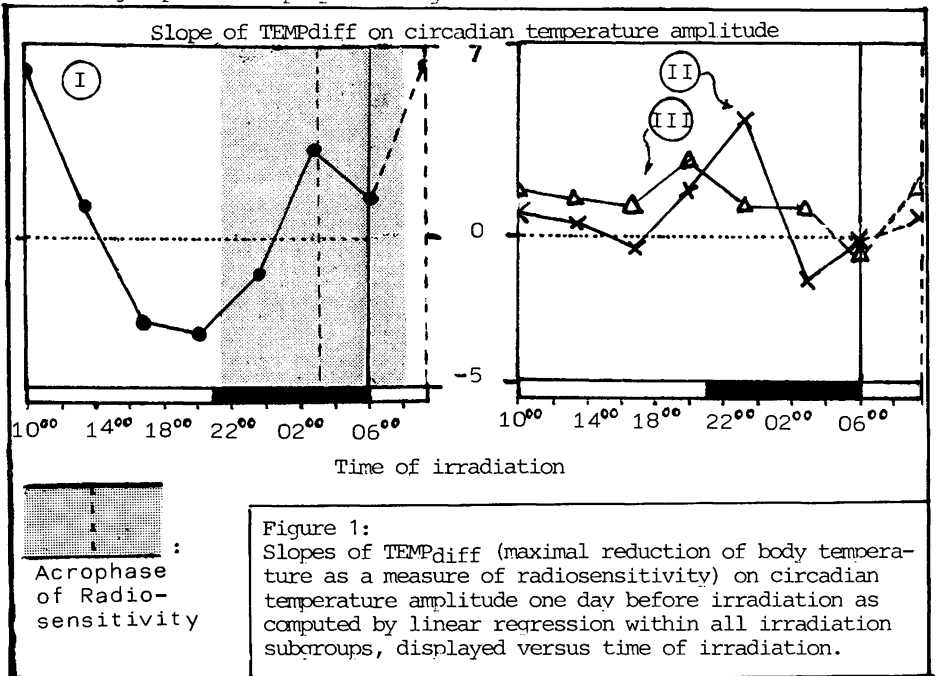 Slope of TEMPdiff on circadian temperature amplitude
I
7
II
III
0
-5
10⁰⁰ 14⁰⁰ 18⁰⁰ 22⁰⁰ 02⁰⁰ 06⁰⁰
10⁰⁰ 14⁰⁰ 18⁰⁰ 22⁰⁰ 02⁰⁰ 06⁰⁰
Time of irradiation
:
Acrophase
of Radio-
sensitivity
Figure 1:
Slopes of TEMPdiff (maximal reduction of body tempera-
ture as a measure of radiosensitivity) on circadian
temperature amplitude one day before irradiation as
computed by linear regression within all irradiation
subgroups, displayed versus time of irradiation.